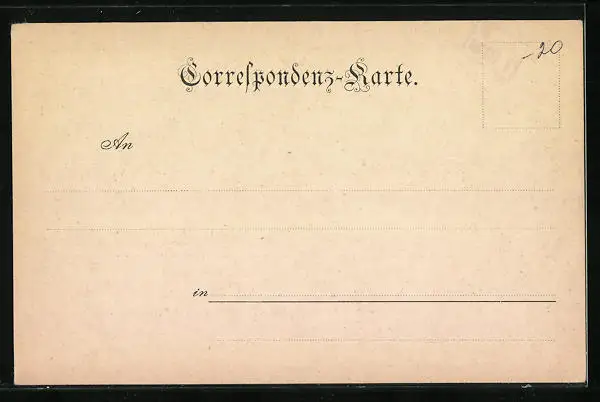 Correspondenz-Karte.
-20
An
in